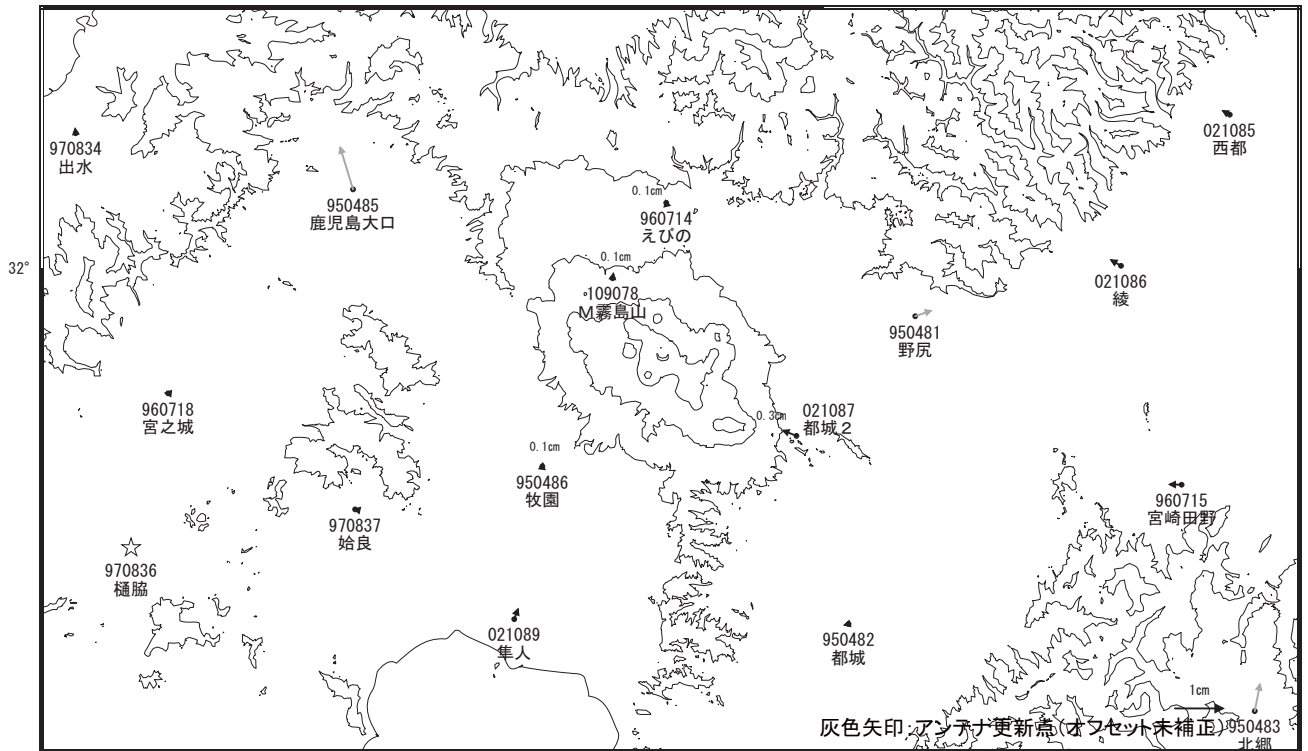 021085
西都
970834
出水
950485
鹿児島大口
0.1cm
960714
えびの
32°
0.1cm
109078
M霧島山
021086
綾
950481
野尻
960718
宮之城
0.3cm
021087
都城2
0.1cm
950486
牧園
960715
宮崎田野
970837
姶良
970836
樋脇
021089
隼人
950482
都城
1cm
灰色矢印:アンテナ更新点(オフセット未補正)
950483
北郷